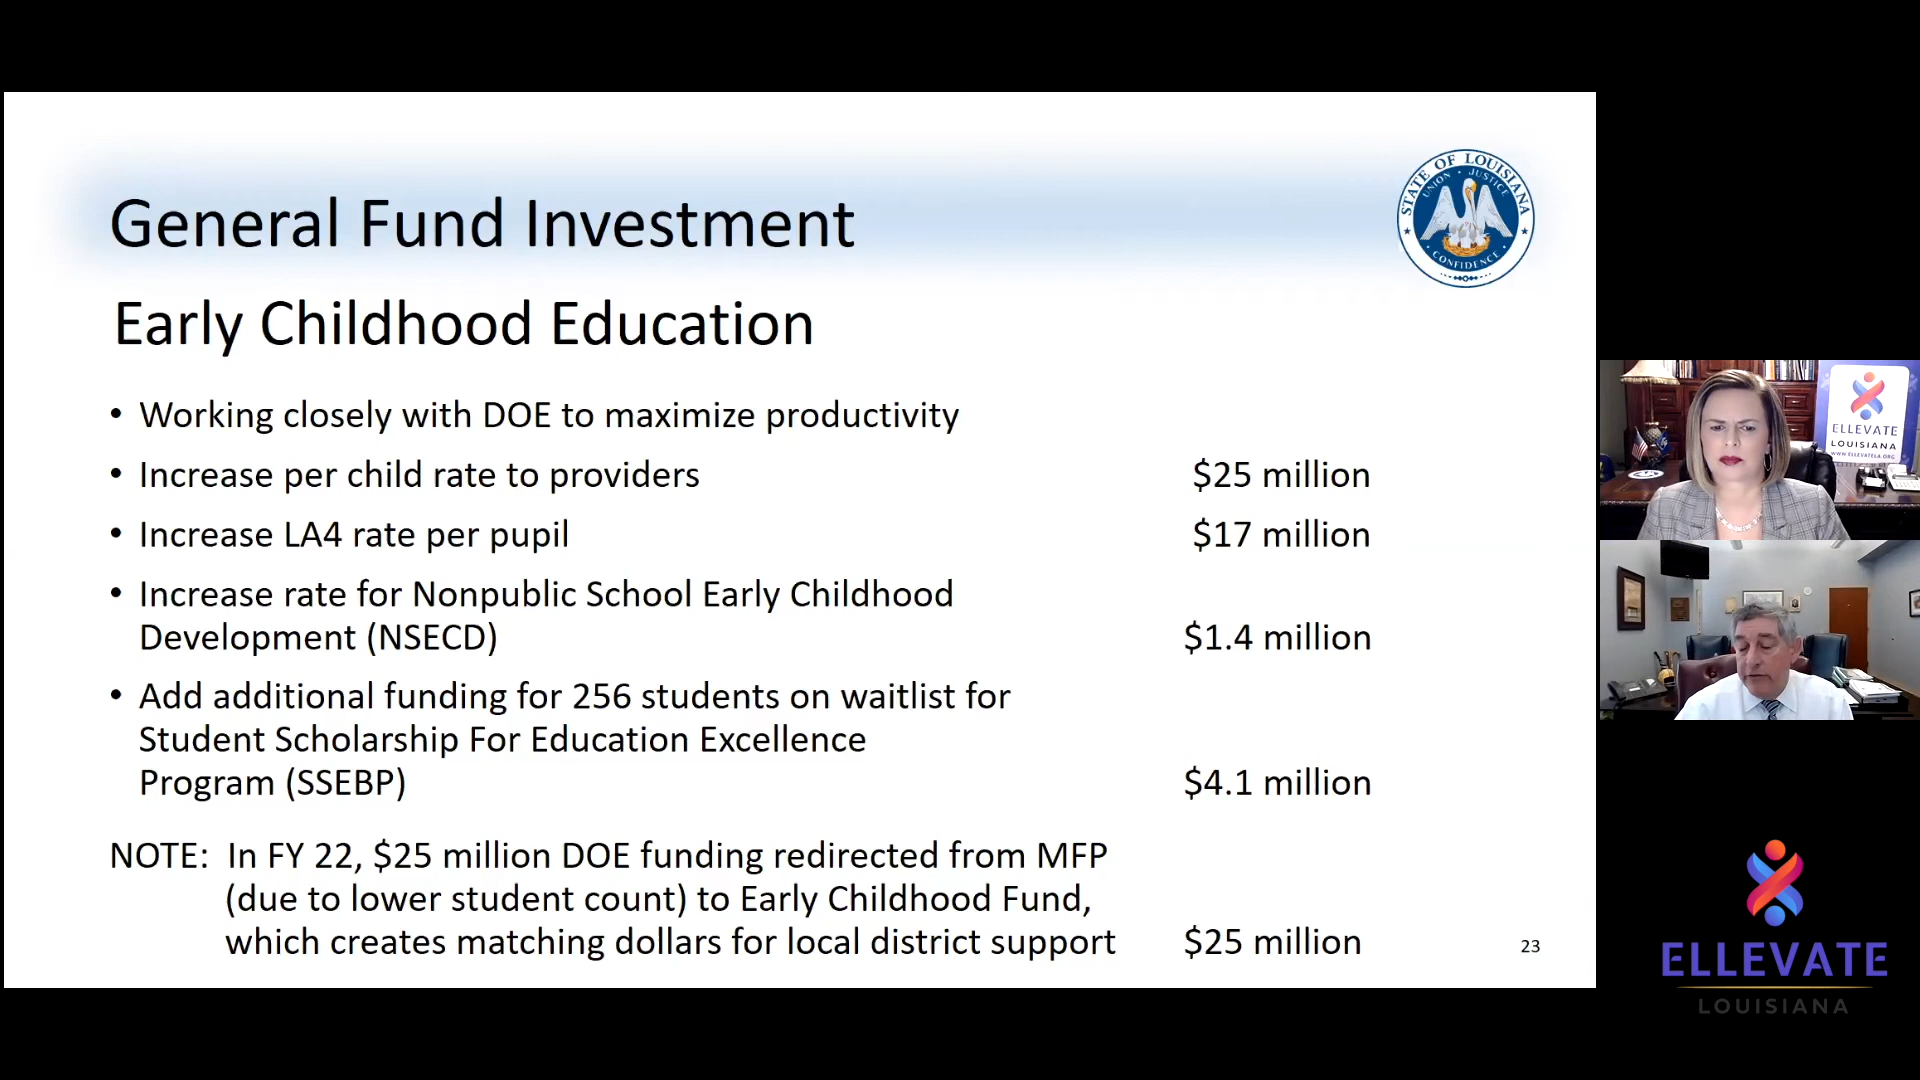 General Fund Investment
STATE OF LOUISIANA
UNION · JUSTICE
CONFIDENCE
Early Childhood Education
• Working closely with DOE to maximize productivity
• Increase per child rate to providers $25 million
• Increase LA4 rate per pupil $17 million
• Increase rate for Nonpublic School Early Childhood
Development (NSECD) $1.4 million
• Add additional funding for 256 students on waitlist for
Student Scholarship For Education Excellence
Program (SSEBP) $4.1 million
NOTE: In FY 22, $25 million DOE funding redirected from MFP
(due to lower student count) to Early Childhood Fund,
which creates matching dollars for local district support $25 million
23
ELLEVATE
LOUISIANA
WWW.ELLEVATELA.ORG
ELLEVATE
LOUISIANA